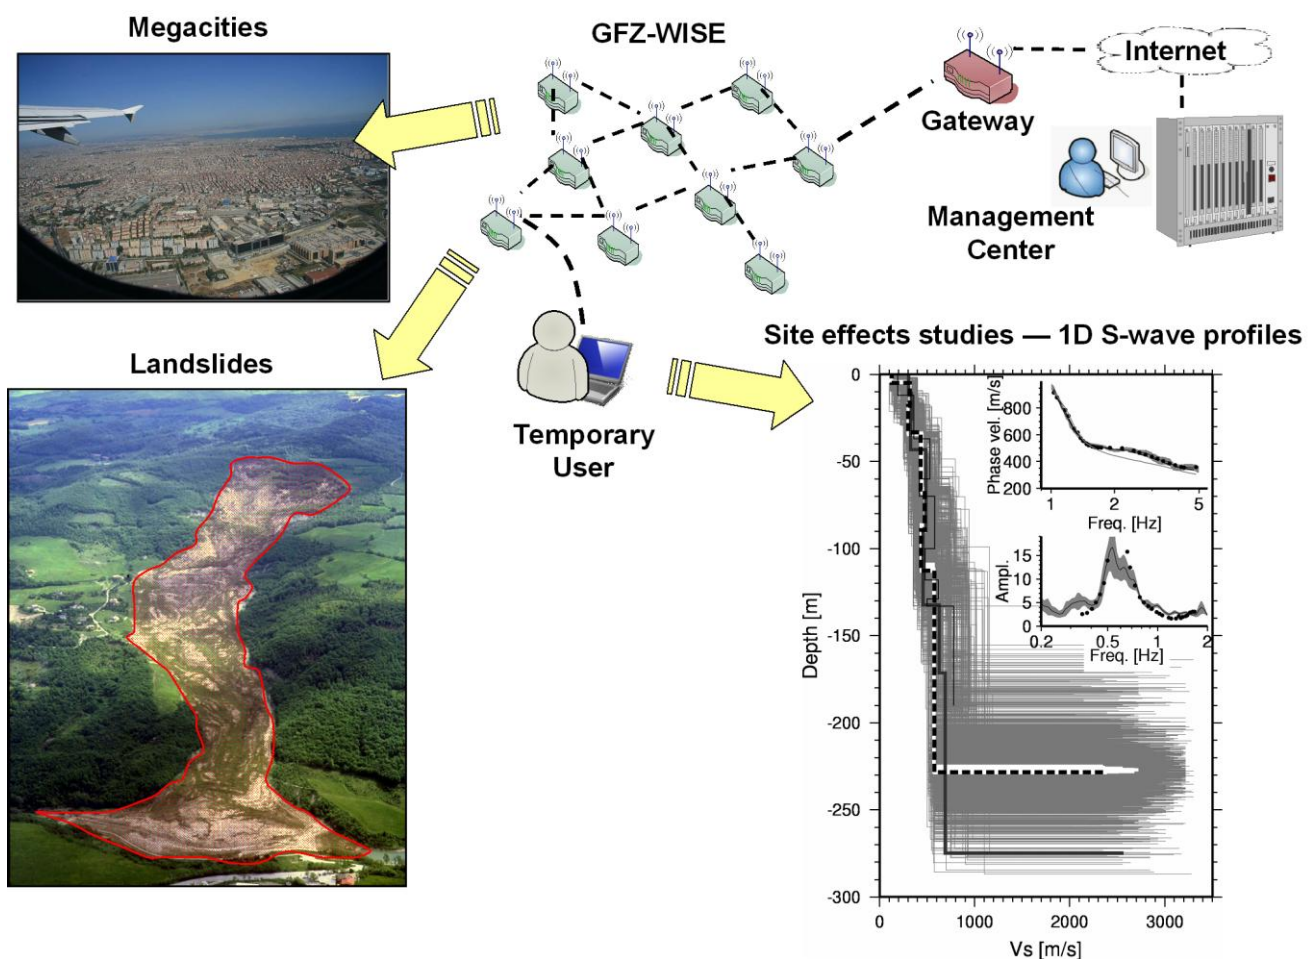 Megacities
GFZ-WISE
Internet
Gateway
Management
Center
Landslides
Temporary
User
Site effects studies — 1D S-wave profiles
0
-50
-100
-150
-200
-250
-300
Depth [m]
0 1000 2000 3000
Vs [m/s]
800
600
400
200
Phase vel. [m/s]
1 2 5
Freq. [Hz]
15
10
5
0
Ampl.
0.2 0.5 1 2
Freq. [Hz]